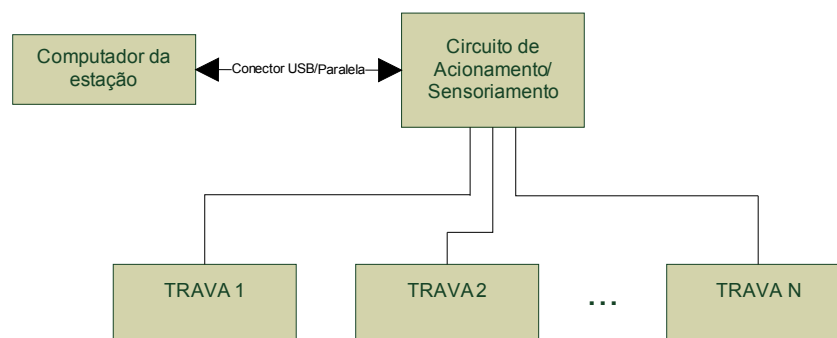 Computador da
estação
Conector USB/Paralela
Circuito de
Acionamento/
Sensoriamento
TRAVA 1
TRAVA 2
...
TRAVA N